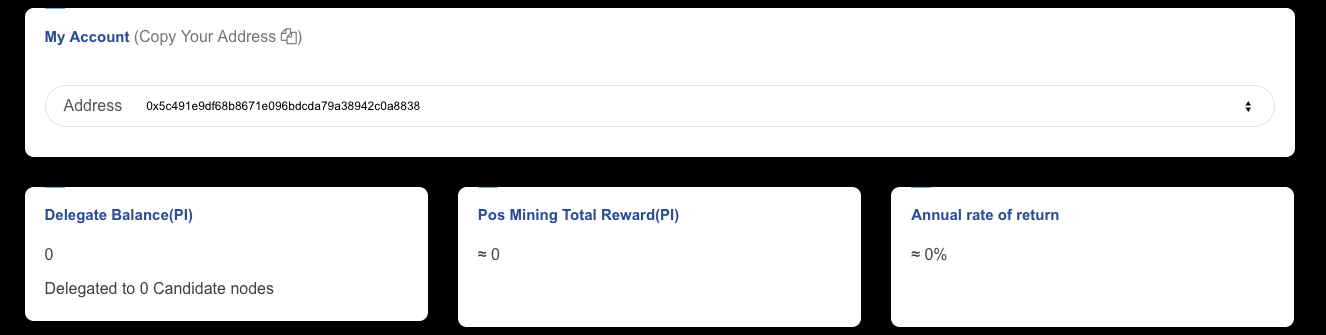 My Account (Copy Your Address)
Address 0x5c491e9df68b8671e096bdcda79a38942c0a8838
Delegate Balance(PI)
0
Delegated to 0 Candidate nodes
Pos Mining Total Reward(PI)
≈ 0
Annual rate of return
≈ 0%